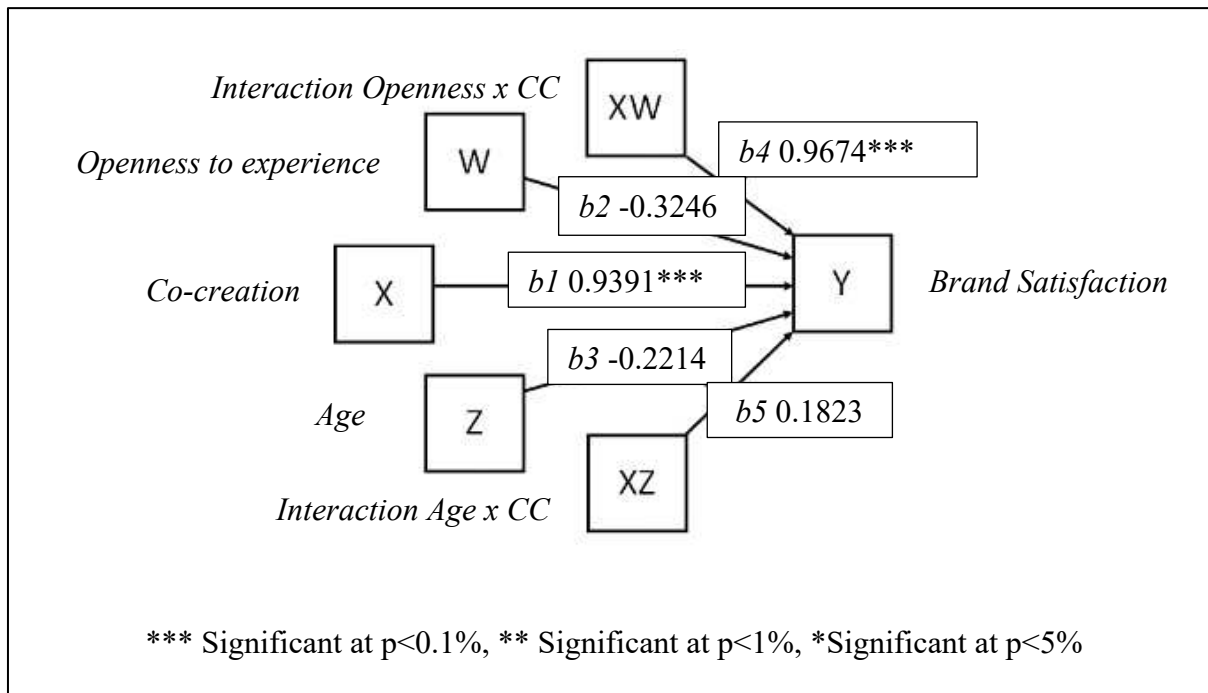 Interaction Openness x CC
XW
b4 0.9674***
Openness to experience
W
b2 -0.3246
Co-creation
X
b1 0.9391***
Y
Brand Satisfaction
b3 -0.2214
Age
Z
b5 0.1823
XZ
Interaction Age x CC
*** Significant at p<0.1%, ** Significant at p<1%, *Significant at p<5%